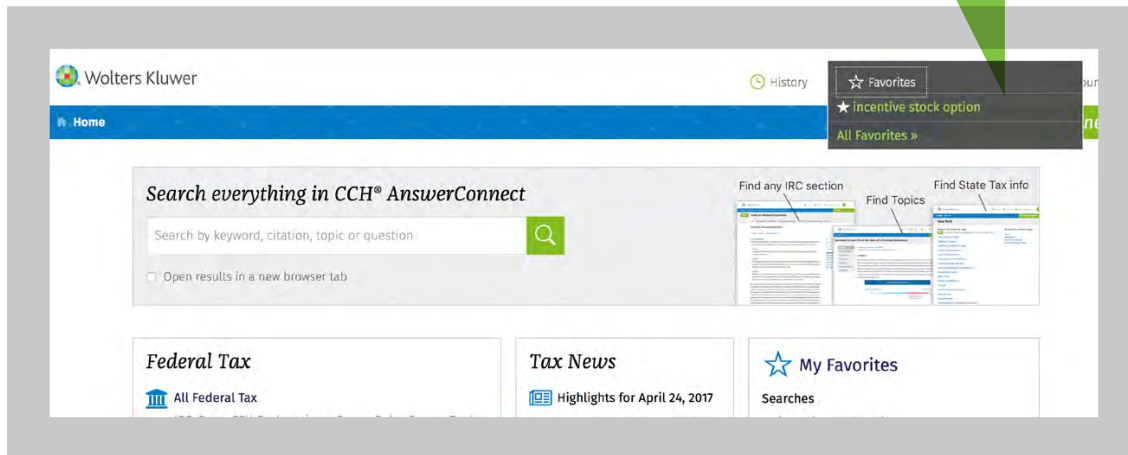 Wolters Kluwer
History
Favorites
incentive stock option
All Favorites »
Home
Search everything in CCH® AnswerConnect
Search by keyword, citation, topic or question
Open results in a new browser tab
Find any IRC section
Find Topics
Find State Tax info
Federal Tax
All Federal Tax
Tax News
Highlights for April 24, 2017
My Favorites
Searches